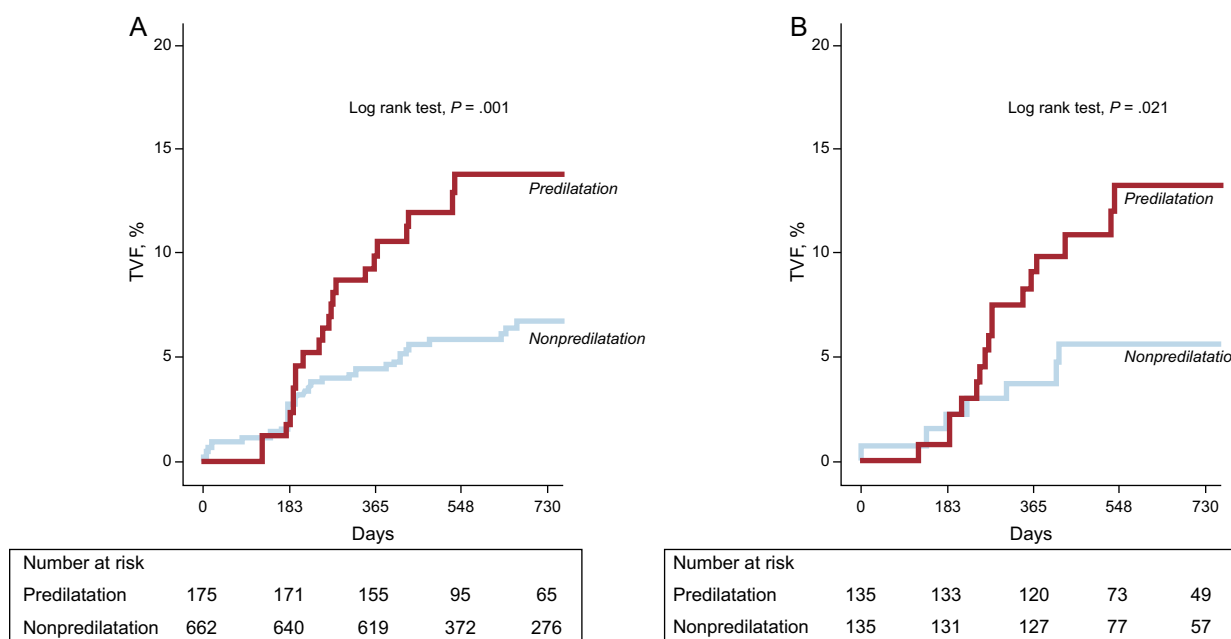 A
20
15
10
5
0
TVF, %
Log rank test, P = .001
Predilatation
Nonpredilatation
0 183 365 548 730
Days
Number at risk
Predilatation 175 171 155 95 65
Nonpredilatation 662 640 619 372 276
B
20
15
10
5
0
TVF, %
Log rank test, P = .021
Predilatation
Nonpredilatatio
0 183 365 548 730
Days
Number at risk
Predilatation 135 133 120 73 49
Nonpredilatation 135 131 127 77 57